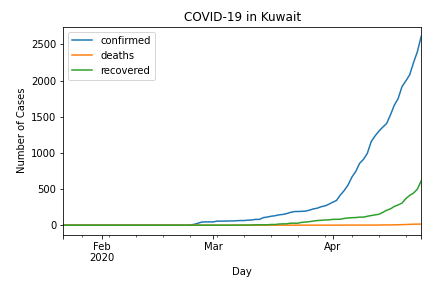 COVID-19 in Kuwait
confirmed
deaths
recovered
Number of Cases
2500
2000
1500
1000
500
0
Feb
2020
Mar
Apr
Day